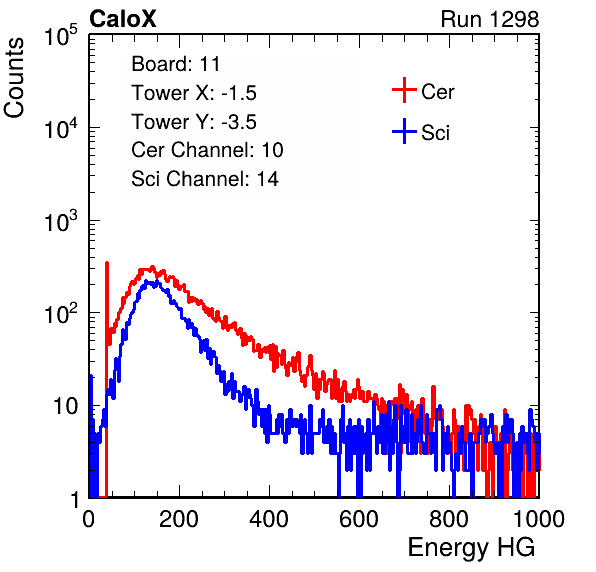 CaloX Run 1298
Counts
Board: 11
Tower X: -1.5
Tower Y: -3.5
Cer Channel: 10
Sci Channel: 14
Cer
Sci
10^5
10^4
10^3
10^2
10
1
0 200 400 600 800 1000
Energy HG